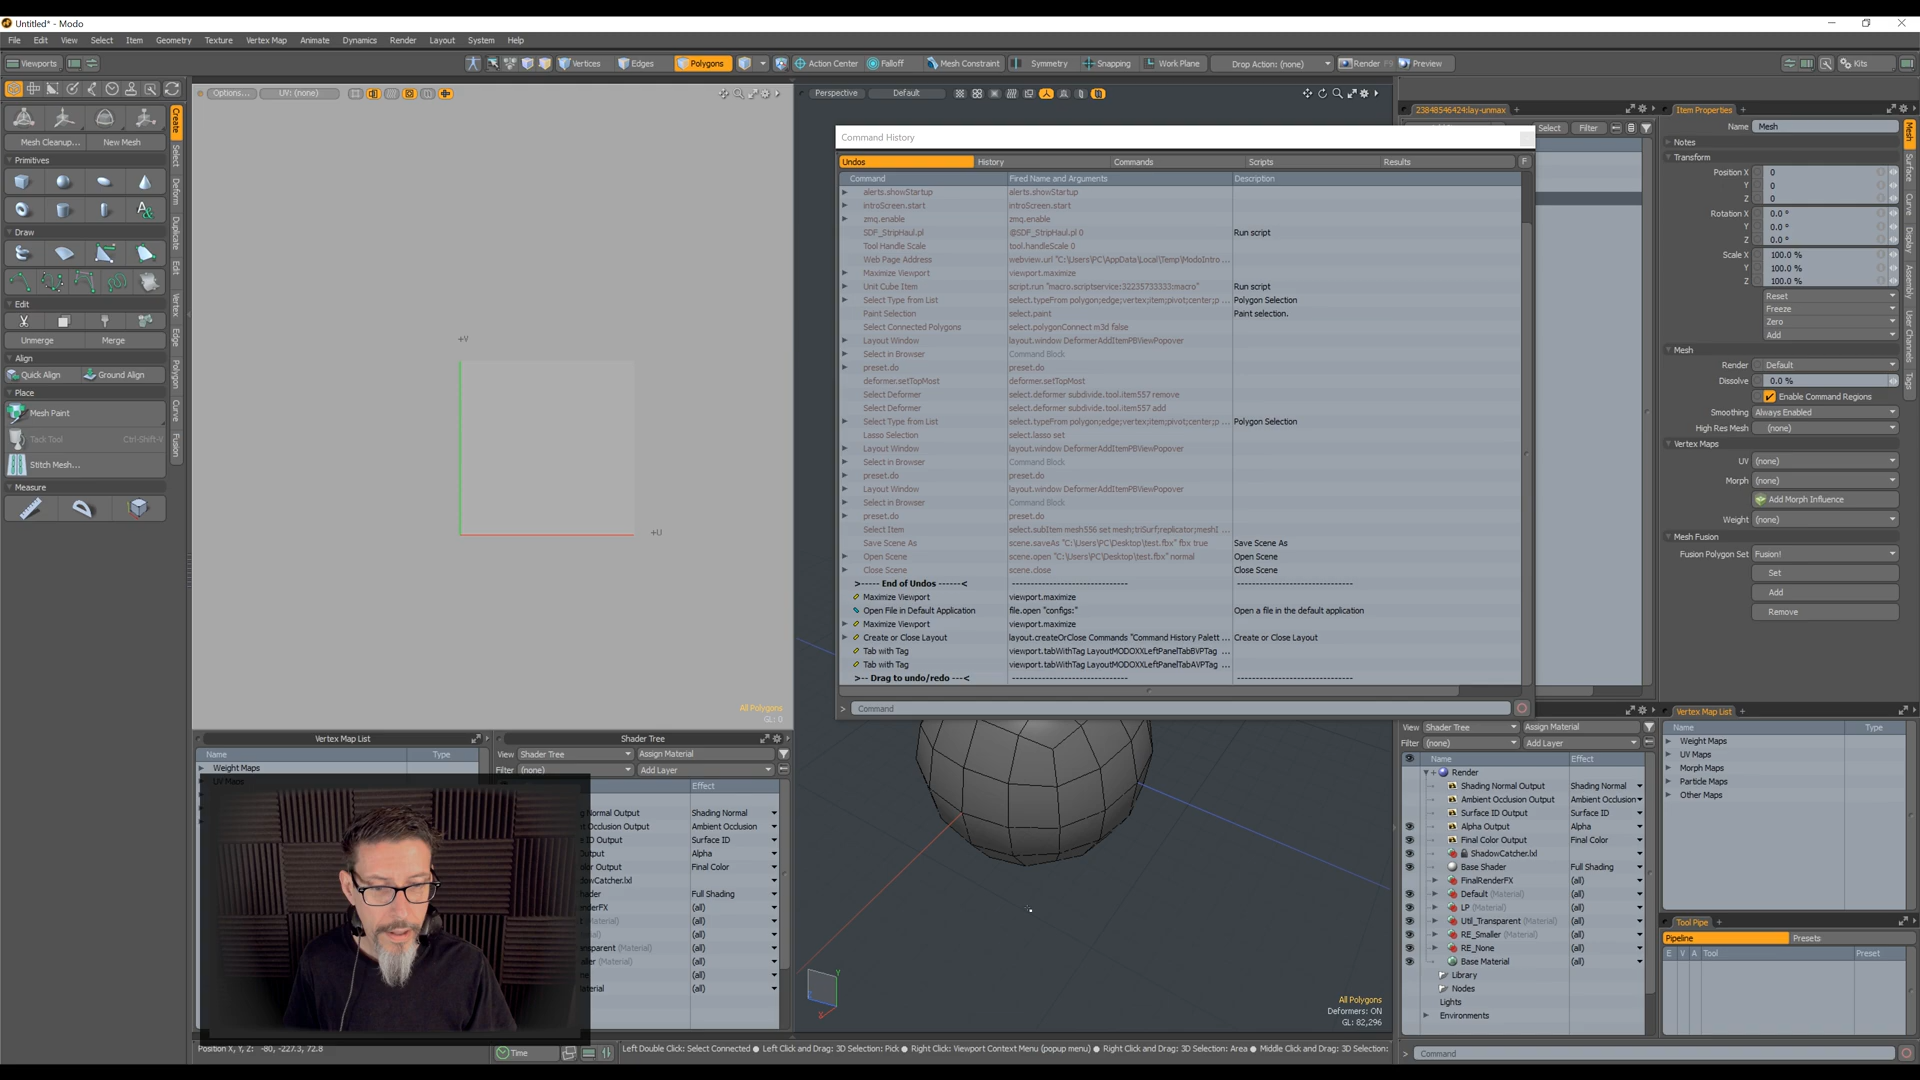 Untitled* - Modo
File Edit View Select Item Geometry Texture Vertex Map Animate Dynamics Render Layout System Help
Viewports Vertices Edges Polygons Action Center Falloff Mesh Constraint Symmetry Snapping Work Plane Drop Action: (none) Render F9 Preview Kits
Options... UV: (none)
Perspective Default
23848546424:lay-unmax
Select Filter
Mesh Cleanup... New Mesh
Primitives
Draw
Edit
Unmerge Merge
Align
Quick Align Ground Align
Place
Mesh Paint
Tack Tool Ctrl-Shift-V
Stitch Mesh...
Measure
Create
Select
Deform
Duplicate
Edit
Vertex
Edge
Polygon
Curve
Fusion
+V
+U
All Polygons
GL: 0
Command History
Undos History Commands Scripts Results F
Command Fired Name and Arguments Description
alerts.showStartup alerts.showStartup
introScreen.start introScreen.start
zmq.enable zmq.enable
SDF_StripHaul.pl @SDF_StripHaul.pl 0 Run script
Tool Handle Scale tool.handleScale 0
Web Page Address webview.url "C:\Users\PC\AppData\Local\Temp\ModoIntro ...
Maximize Viewport viewport.maximize
Unit Cube Item script.run "macro.scriptservice:32235733333:macro" Run script
Select Type from List select.typeFrom polygon;edge;vertex;item;pivot;center;p ... Polygon Selection
Paint Selection select.paint Paint selection.
Select Connected Polygons select.polygonConnect m3d false
Layout Window layout.window DeformerAddItemPBViewPopover
Select in Browser Command Block
preset.do preset.do
deformer.setTopMost deformer.setTopMost
Select Deformer select.deformer subdivide.tool.item557 remove
Select Deformer select.deformer subdivide.tool.item557 add
Select Type from List select.typeFrom polygon;edge;vertex;item;pivot;center;p ... Polygon Selection
Lasso Selection select.lasso set
Layout Window layout.window DeformerAddItemPBViewPopover
Select in Browser Command Block
preset.do preset.do
Layout Window layout.window DeformerAddItemPBViewPopover
Select in Browser Command Block
preset.do preset.do
Select Item select.subItem mesh556 set mesh;triSurf;replicator;meshI ...
Save Scene As scene.saveAs "C:\Users\PC\Desktop\test.fbx" fbx true Save Scene As
Open Scene scene.open "C:\Users\PC\Desktop\test.fbx" normal Open Scene
Close Scene scene.close Close Scene
>----- End of Undos ------< ------------------------------ ------------------------------
Maximize Viewport viewport.maximize
Open File in Default Application file.open "configs:" Open a file in the default application
Maximize Viewport viewport.maximize
Create or Close Layout layout.createOrClose Commands "Command History Palett ... Create or Close Layout
Tab with Tag viewport.tabWithTag LayoutMODOXXLeftPanelTabBVPTag ...
Tab with Tag viewport.tabWithTag LayoutMODOXXLeftPanelTabAVPTag ...
>-- Drag to undo/redo ---< ------------------------------ ------------------------------
> Command
Y
X
All Polygons
Deformers: ON
GL: 82,296
Item Properties
Name Mesh
Notes
Transform
Position X 0
Y 0
Z 0
Rotation X 0.0 °
Y 0.0 °
Z 0.0 °
Scale X 100.0 %
Y 100.0 %
Z 100.0 %
Reset
Freeze
Zero
Add
Mesh
Render Default
Dissolve 0.0 %
Enable Command Regions
Smoothing Always Enabled
High Res Mesh (none)
Vertex Maps
UV (none)
Morph (none)
Add Morph Influence
Weight (none)
Mesh Fusion
Fusion Polygon Set Fusion!
Set
Add
Remove
Mesh
Surface
Curve
Display
Assembly
User Channels
Tags
Vertex Map List
Name Type
Weight Maps
UV Maps
Shader Tree
View Shader Tree Assign Material
Filter (none) Add Layer
Effect
ormal Output Shading Normal
Occlusion Output Ambient Occlusion
ID Output Surface ID
Output Alpha
or Output Final Color
dowCatcher.lxl
hader Full Shading
nderFX (all)
(all)
(all)
nsparent (Material) (all)
aller (Material) (all)
(all)
aterial (all)
View Shader Tree Assign Material
Filter (none) Add Layer
Name Effect
Render
Shading Normal Output Shading Normal
Ambient Occlusion Output Ambient Occlusion
Surface ID Output Surface ID
Alpha Output Alpha
Final Color Output Final Color
ShadowCatcher.lxl
Base Shader Full Shading
FinalRenderFX (all)
Default (Material) (all)
LP (Material) (all)
Util_Transparent (Material) (all)
RE_Smaller (Material) (all)
RE_None (all)
Base Material (all)
Library
Nodes
Lights
Environments
Vertex Map List
Name Type
Weight Maps
UV Maps
Morph Maps
Particle Maps
Other Maps
Tool Pipe
Pipeline Presets
E V A Tool Preset
Position X, Y, Z: -80, -227.3, 72.8
Time
Left Double Click: Select Connected ● Left Click and Drag: 3D Selection: Pick ● Right Click: Viewport Context Menu (popup menu) ● Right Click and Drag: 3D Selection: Area ● Middle Click and Drag: 3D Selection:
> Command